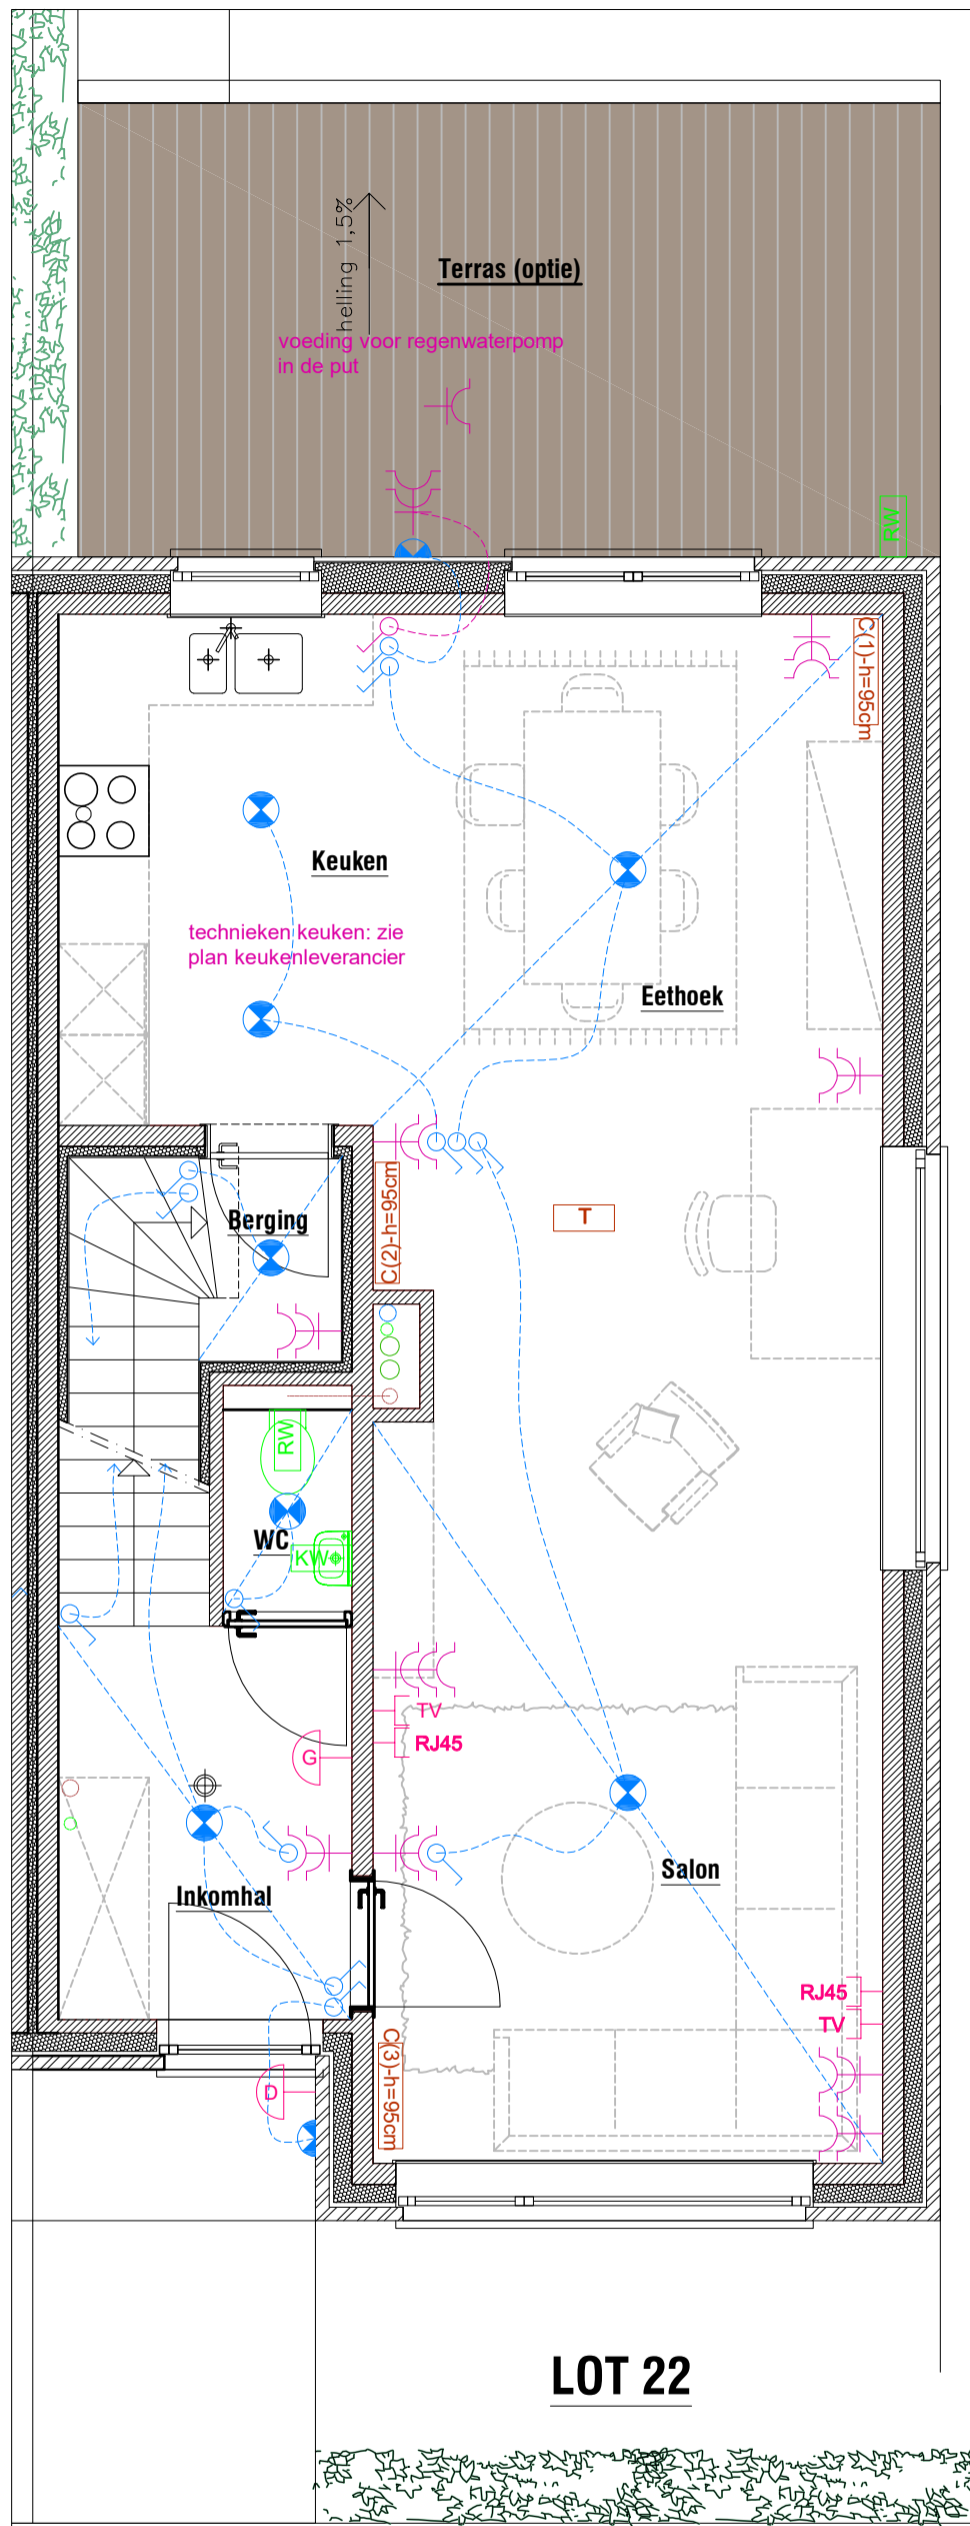 helling 1,5%
Terras (optie)
voeding voor regenwaterpomp
in de put
RW
C(1)-h=95cm
Keuken
technieken keuken: zie
plan keukenleverancier
Eethoek
C(2)-h=95cm
T
Berging
RW
WC
KW
TV
RJ45
G
Salon
Inkomhal
RJ45
TV
C(3)-h=95cm
D
LOT 22